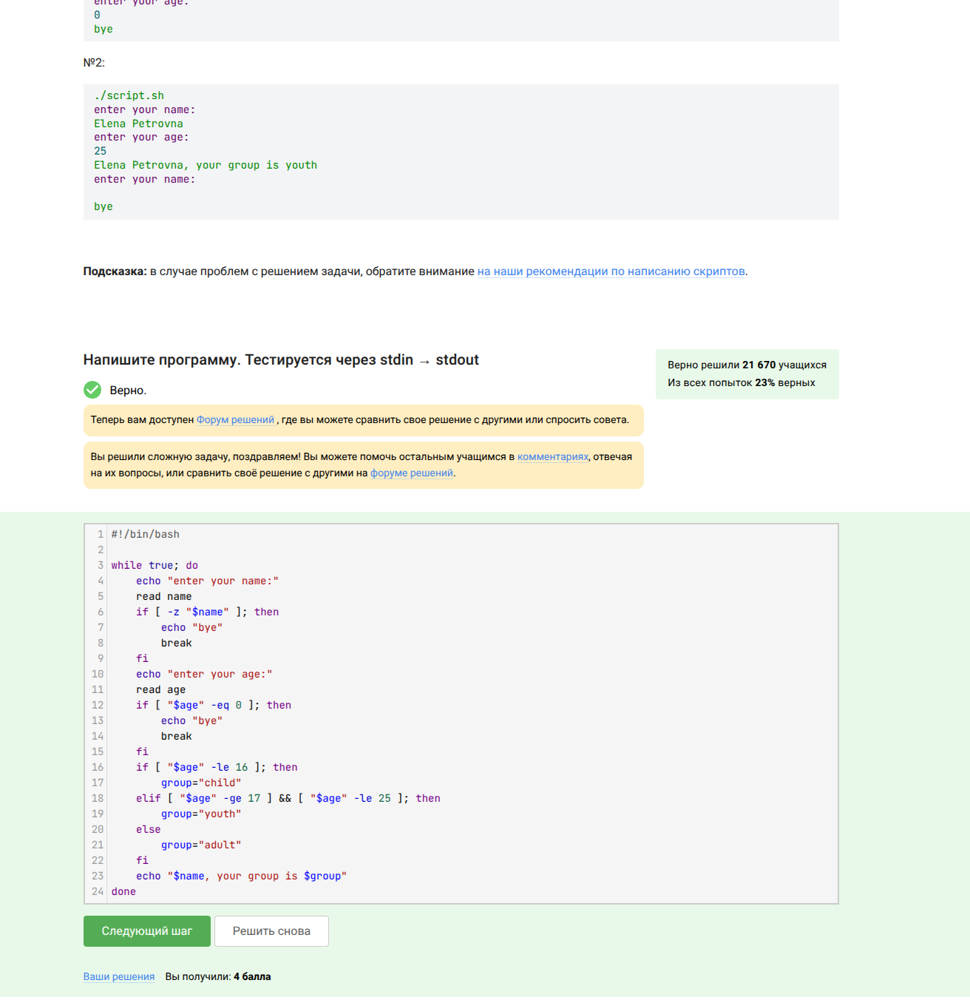 enter your age:
0
bye
№2:
./script.sh
enter your name:
Elena Petrovna
enter your age:
25
Elena Petrovna, your group is youth
enter your name:
bye
Подсказка: в случае проблем с решением задачи, обратите внимание на наши рекомендации по написанию скриптов.
Напишите программу. Тестируется через stdin → stdout
Верно решили 21 670 учащихся
Из всех попыток 23% верных
Верно.
Теперь вам доступен Форум решений , где вы можете сравнить свое решение с другими или спросить совета.
Вы решили сложную задачу, поздравляем! Вы можете помочь остальным учащимся в комментариях, отвечая
на их вопросы, или сравнить своё решение с другими на форуме решений.
1 #!/bin/bash
2
3 while true; do
4     echo "enter your name:"
5     read name
6     if [ -z "$name" ]; then
7         echo "bye"
8         break
9     fi
10     echo "enter your age:"
11     read age
12     if [ "$age" -eq 0 ]; then
13         echo "bye"
14         break
15     fi
16     if [ "$age" -le 16 ]; then
17         group="child"
18     elif [ "$age" -ge 17 ] && [ "$age" -le 25 ]; then
19         group="youth"
20     else
21         group="adult"
22     fi
23     echo "$name, your group is $group"
24 done
Следующий шаг
Решить снова
Ваши решения Вы получили: 4 балла